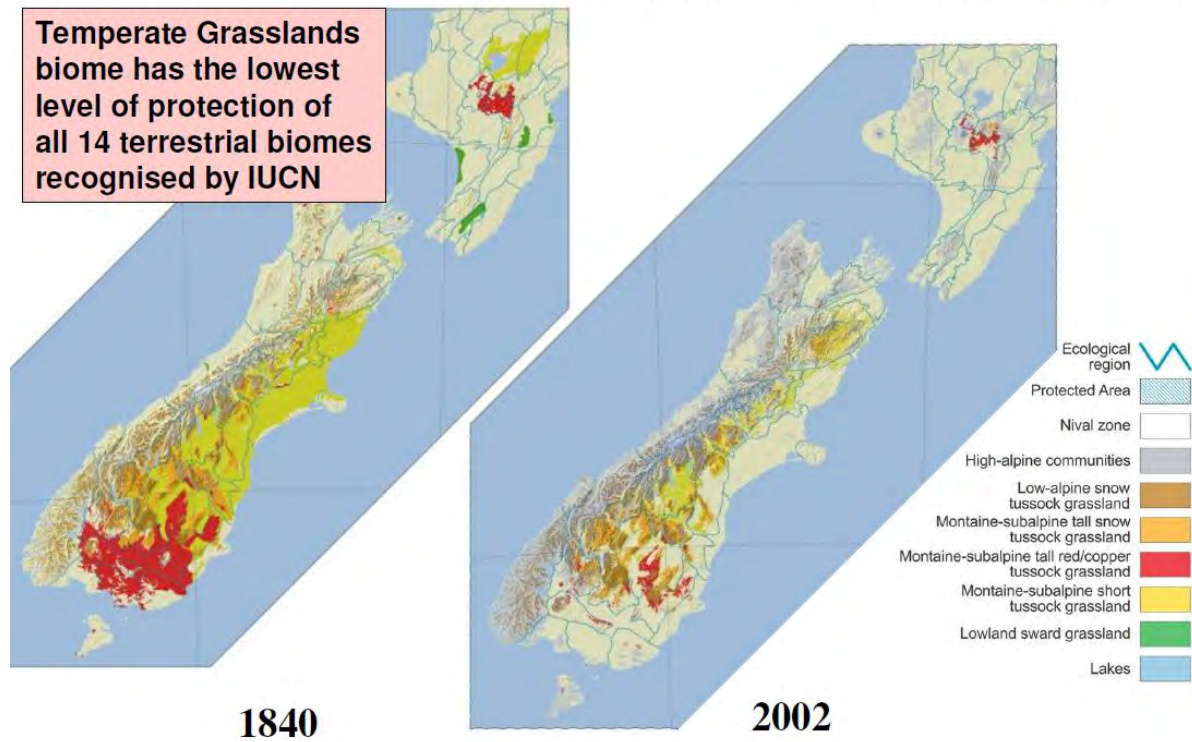 Temperate Grasslands
biome has the lowest
level of protection of
all 14 terrestrial biomes
recognised by IUCN
Ecological
region
Protected Area
Nival zone
High-alpine communities
Low-alpine snow
tussock grassland
Montaine-subalpine tall snow
tussock grassland
Montaine-subalpine tall red/copper
tussock grassland
Montaine-subalpine short
tussock grassland
Lowland sward grassland
Lakes
1840
2002